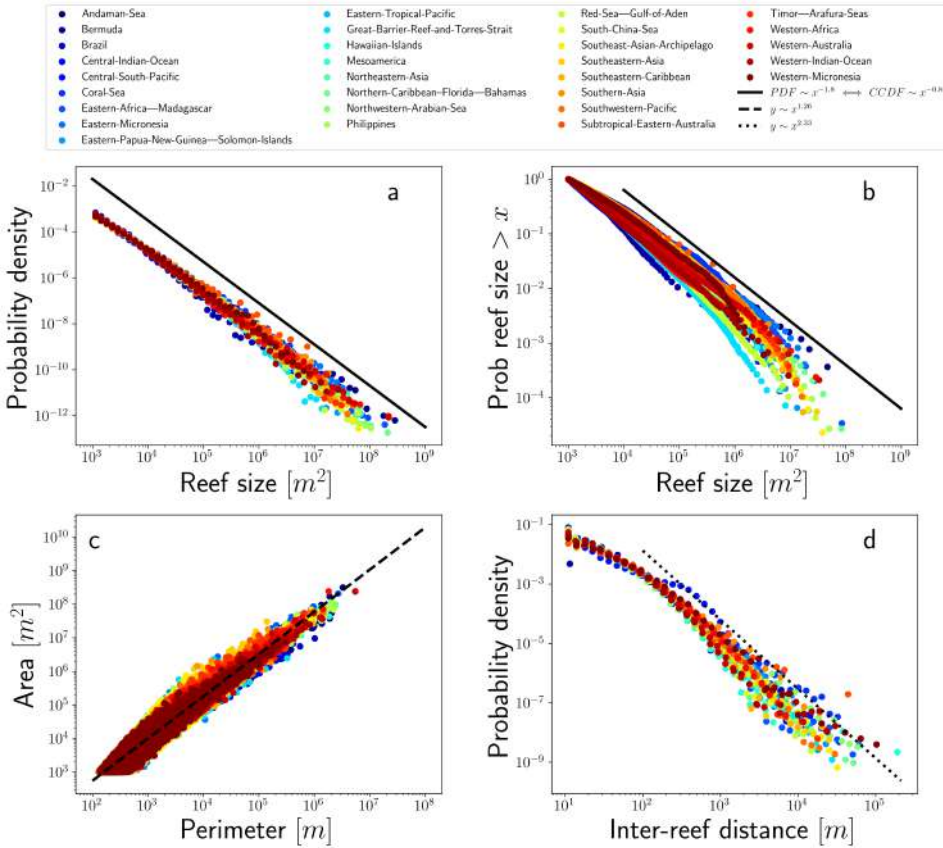 Andaman-Sea
Bermuda
Brazil
Central-Indian-Ocean
Central-South-Pacific
Coral-Sea
Eastern-Africa—Madagascar
Eastern-Micronesia
Eastern-Papua-New-Guinea—Solomon-Islands
Eastern-Tropical-Pacific
Great-Barrier-Reef-and-Torres-Strait
Hawaiian-Islands
Mesoamerica
Northeastern-Asia
Northern-Caribbean-Florida—Bahamas
Northwestern-Arabian-Sea
Philippines
Red-Sea—Gulf-of-Aden
South-China-Sea
Southeast-Asian-Archipelago
Southeastern-Asia
Southeastern-Caribbean
Southern-Asia
Southwestern-Pacific
Subtropical-Eastern-Australia
Timor—Arafura-Seas
Western-Africa
Western-Australia
Western-Indian-Ocean
Western-Micronesia
PDF ~ x^−1.8 ⟺ CCDF ~ x^−0.8
y ~ x^1.26
y ~ x^2.33
a
Probability density
10^−2
10^−4
10^−6
10^−8
10^−10
10^−12
10^3 10^4 10^5 10^6 10^7 10^8 10^9
Reef size [m^2]
b
Prob reef size > x
10^0
10^−1
10^−2
10^−3
10^−4
10^3 10^4 10^5 10^6 10^7 10^8 10^9
Reef size [m^2]
c
Area [m^2]
10^10
10^9
10^8
10^7
10^6
10^5
10^4
10^3
10^2 10^3 10^4 10^5 10^6 10^7 10^8
Perimeter [m]
d
Probability density
10^−1
10^−3
10^−5
10^−7
10^−9
10^1 10^2 10^3 10^4 10^5
Inter-reef distance [m]